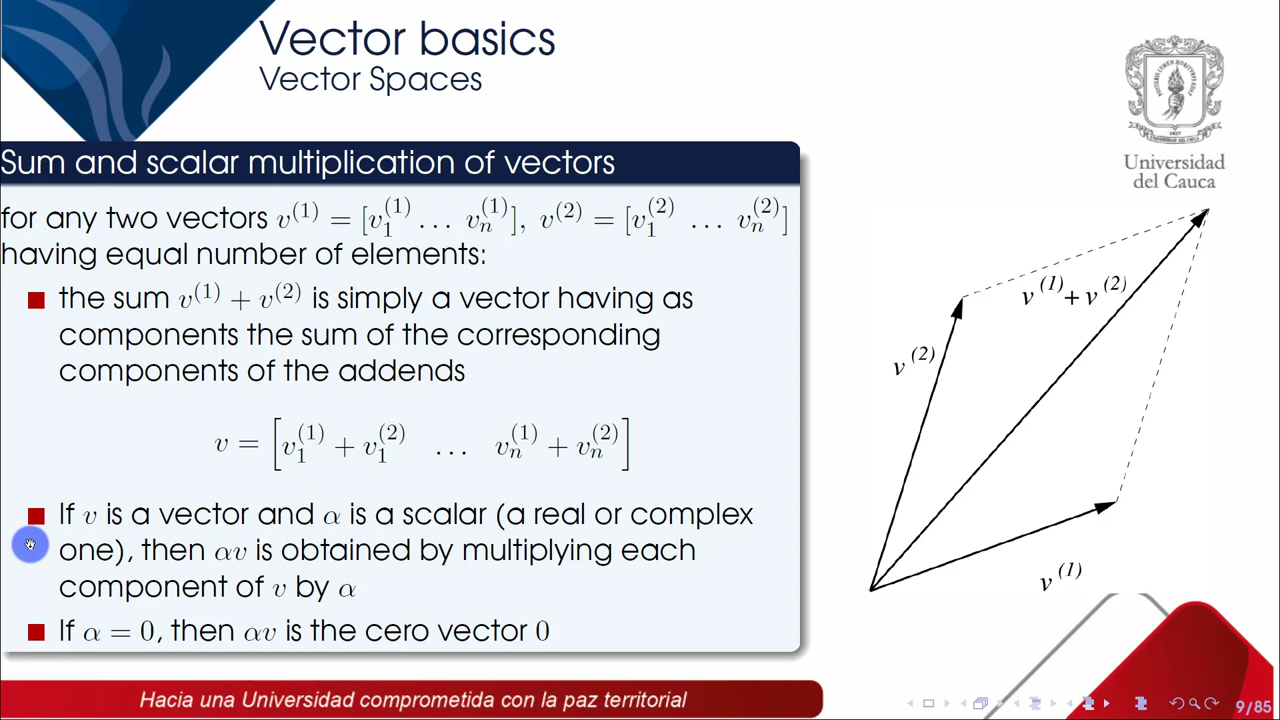 Vector basics
Vector Spaces
Universidad
del Cauca
Sum and scalar multiplication of vectors
for any two vectors v^{(1)} = [v_1^{(1)} … v_n^{(1)}], v^{(2)} = [v_1^{(2)} … v_n^{(2)}]
having equal number of elements:
the sum v^{(1)} + v^{(2)} is simply a vector having as
components the sum of the corresponding
components of the addends
v = [v_1^{(1)} + v_1^{(2)} … v_n^{(1)} + v_n^{(2)}]
If v is a vector and α is a scalar (a real or complex
one), then αv is obtained by multiplying each
component of v by α
If α = 0, then αv is the cero vector 0
v^{(1)} + v^{(2)}
v^{(2)}
v^{(1)}
Hacia una Universidad comprometida con la paz territorial
9/85